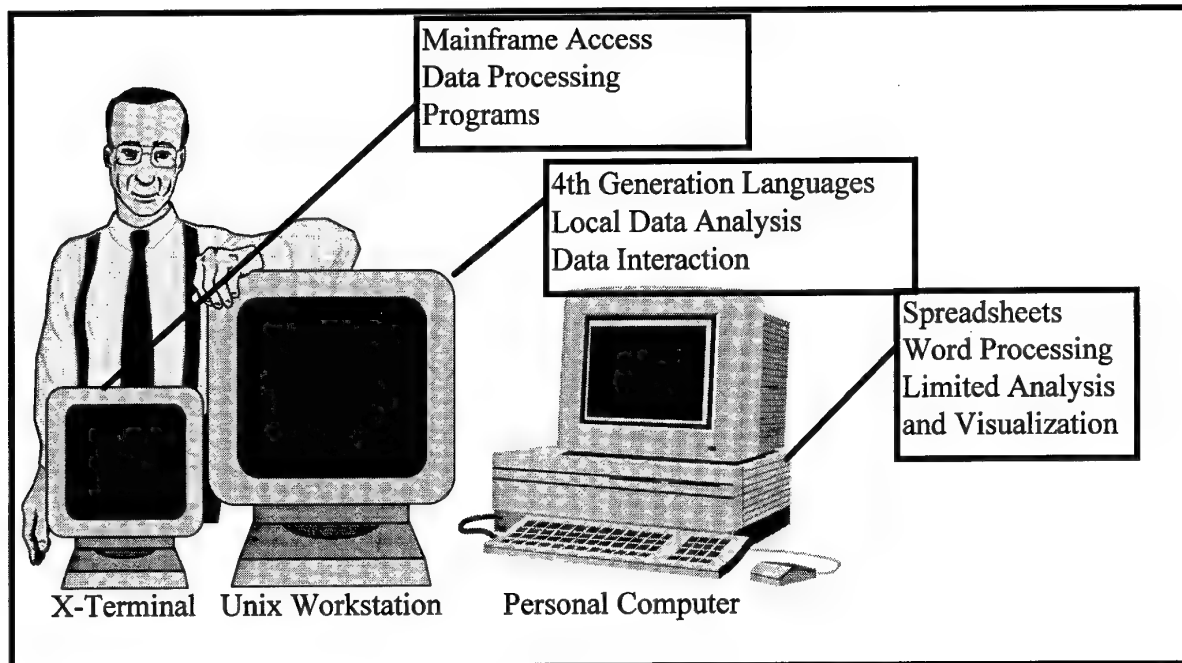 Mainframe Access
Data Processing
Programs
4th Generation Languages
Local Data Analysis
Data Interaction
Spreadsheets
Word Processing
Limited Analysis
and Visualization
X-Terminal
Unix Workstation
Personal Computer